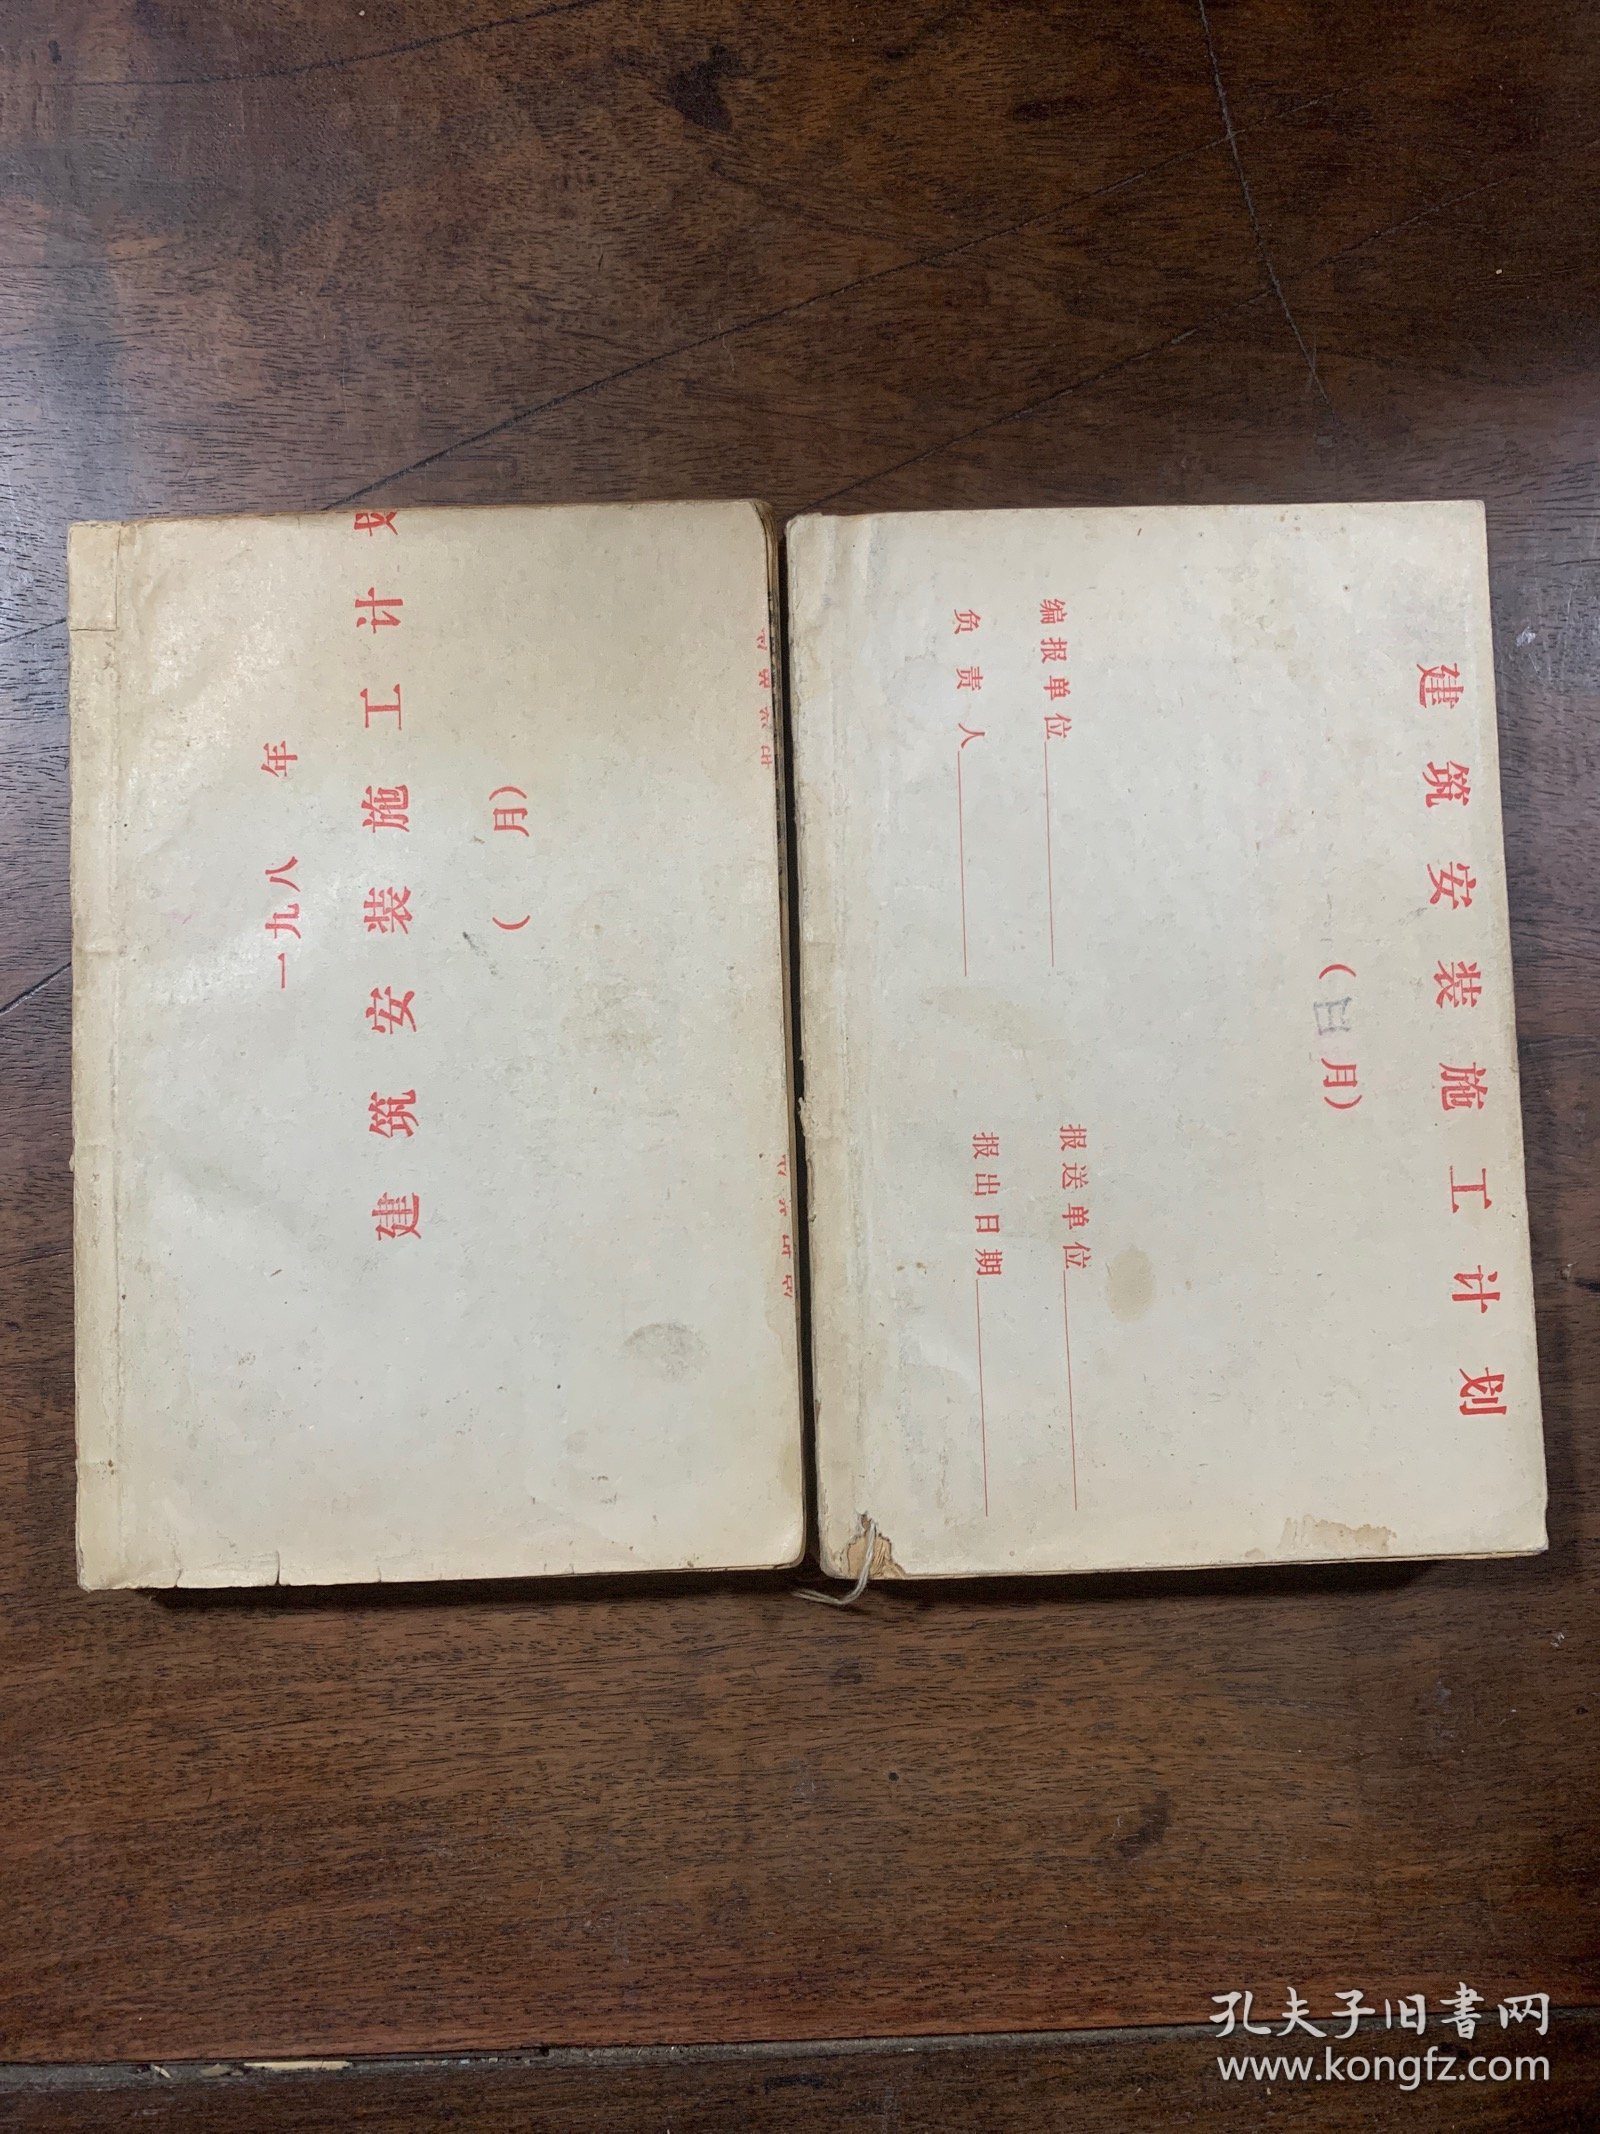 一九八 年
建筑安装施工计划
( 月)
建筑安装施工计划
( 月)
编报单位
报送单位
负责人
报出日期
孔夫子旧書网
www.kongfz.com